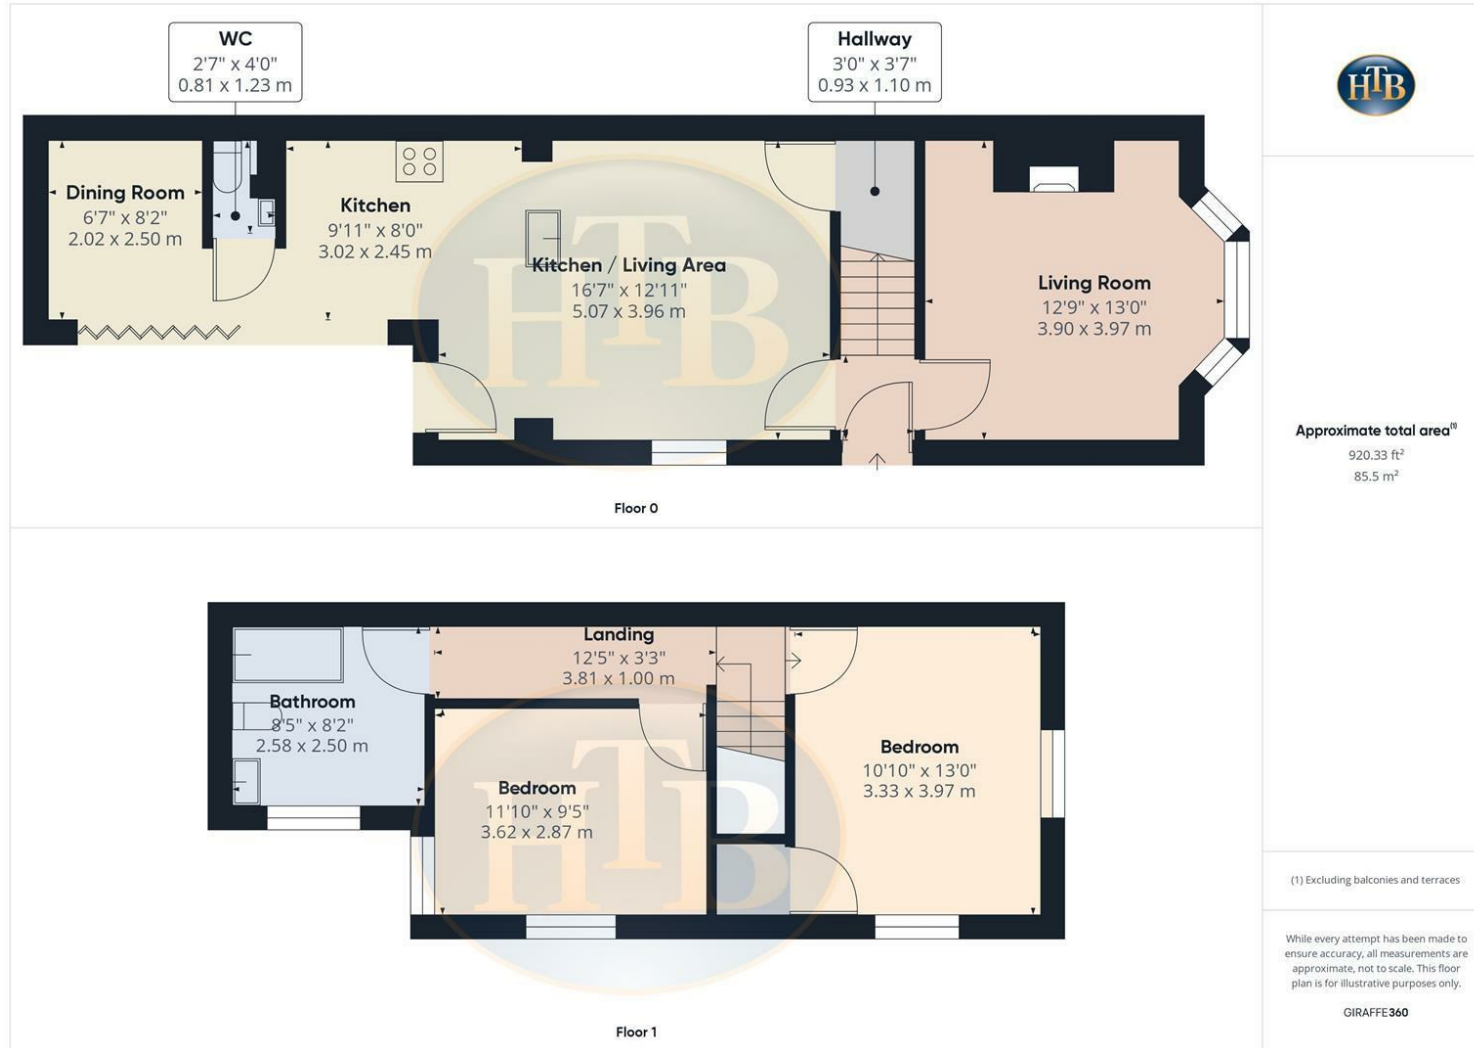 WC
2'7" x 4'0"
0.81 x 1.23 m
Hallway
3'0" x 3'7"
0.93 x 1.10 m
Dining Room
6'7" x 8'2"
2.02 x 2.50 m
Kitchen
9'11" x 8'0"
3.02 x 2.45 m
Kitchen / Living Area
16'7" x 12'11"
5.07 x 3.96 m
Living Room
12'9" x 13'0"
3.90 x 3.97 m
HTB
Floor 0
Landing
12'5" x 3'3"
3.81 x 1.00 m
Bathroom
8'5" x 8'2"
2.58 x 2.50 m
Bedroom
11'10" x 9'5"
3.62 x 2.87 m
Bedroom
10'10" x 13'0"
3.33 x 3.97 m
HTB
Floor 1
HTB
Approximate total area(1)
920.33 ft²
85.5 m²
(1) Excluding balconies and terraces
While every attempt has been made to
ensure accuracy, all measurements are
approximate, not to scale. This floor
plan is for illustrative purposes only.
GIRAFFE360